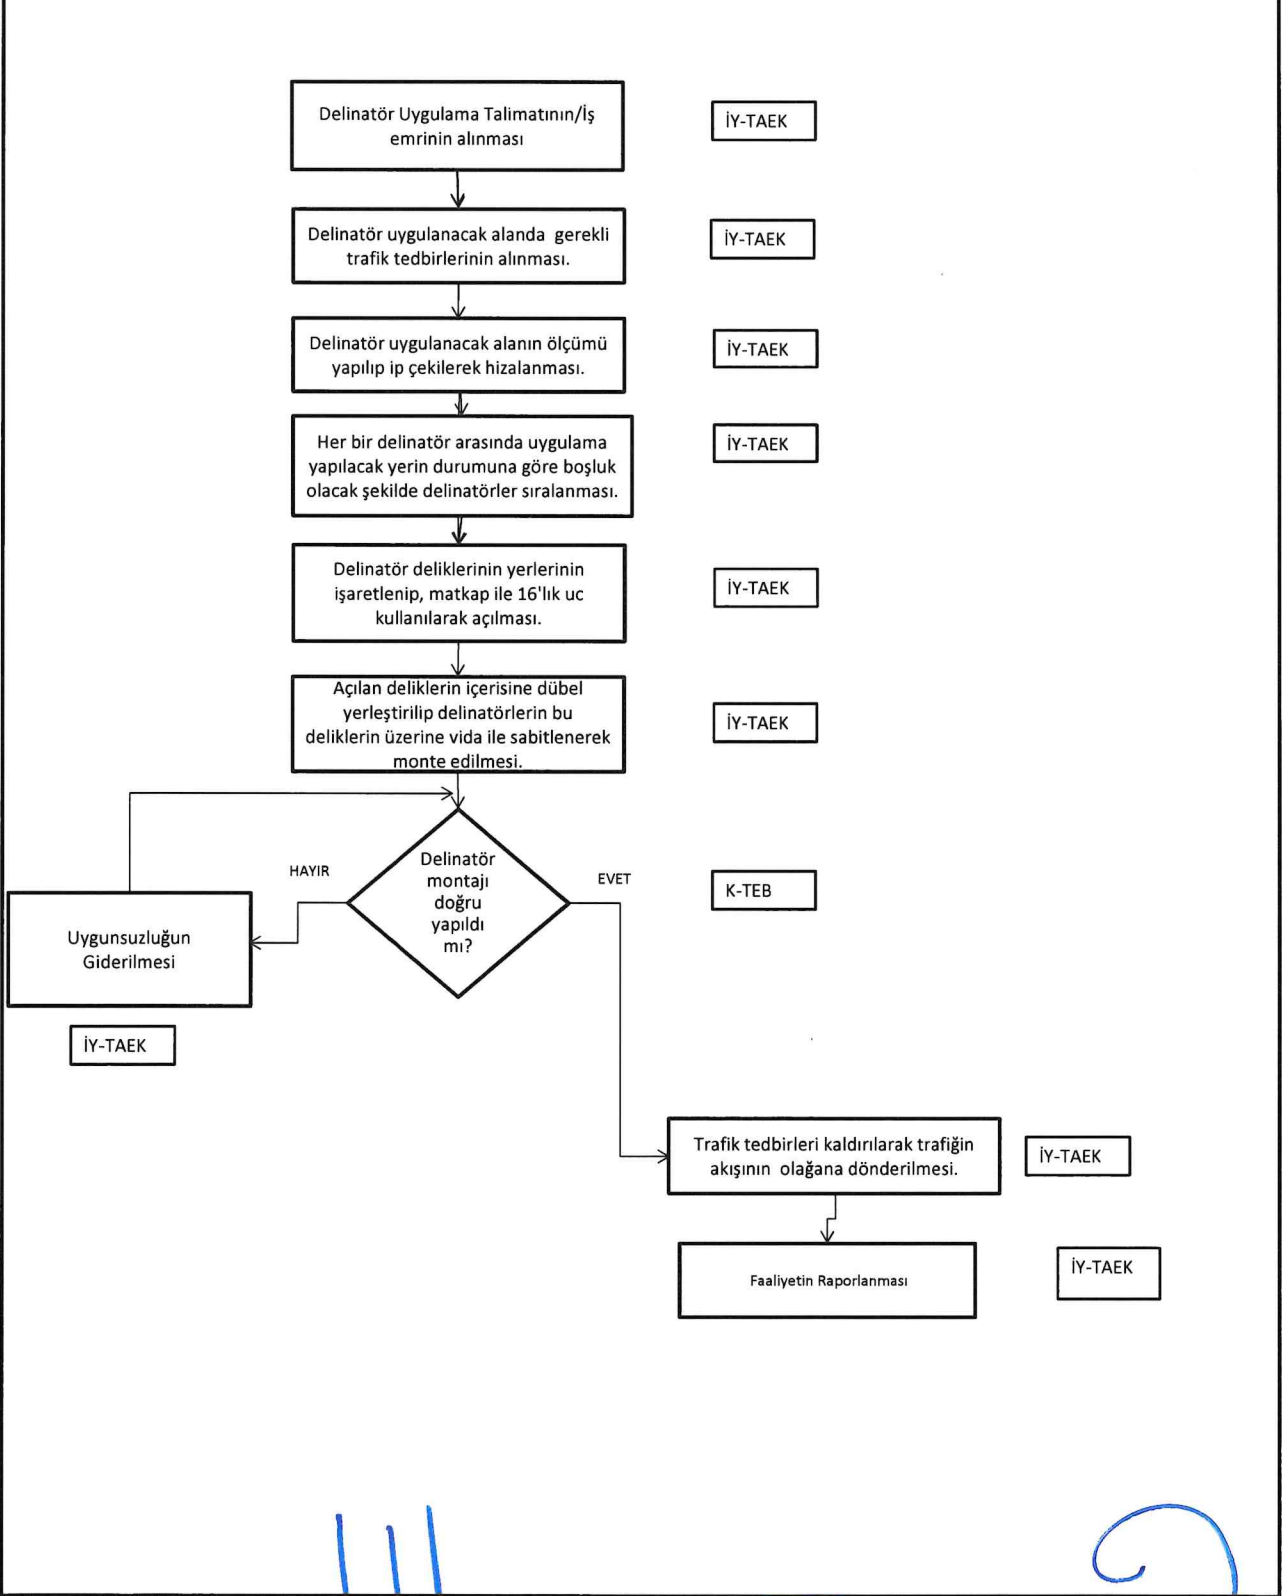 Delinatör Uygulama Talimatının/İş
emrinin alınması
İY-TAEK
Delinatör uygulanacak alanda  gerekli
trafik tedbirlerinin alınması.
İY-TAEK
Delinatör uygulanacak alanın ölçümü
yapılıp ip çekilerek hizalanması.
İY-TAEK
Her bir delinatör arasında uygulama
yapılacak yerin durumuna göre boşluk
olacak şekilde delinatörler sıralanması.
İY-TAEK
Delinatör deliklerinin yerlerinin
işaretlenip, matkap ile 16'lık uc
kullanılarak açılması.
İY-TAEK
Açılan deliklerin içerisine dübel
yerleştirilip delinatörlerin bu
deliklerin üzerine vida ile sabitlenerek
monte edilmesi.
İY-TAEK
Delinatör
montajı
doğru
yapıldı
mı?
HAYIR
EVET
K-TEB
Uygunsuzluğun
Giderilmesi
İY-TAEK
Trafik tedbirleri kaldırılarak trafiğin
akışının  olağana dönderilmesi.
İY-TAEK
Faaliyetin Raporlanması
İY-TAEK